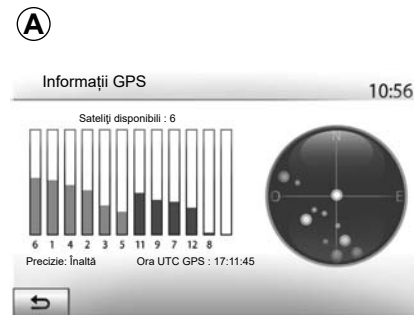 A
Informații GPS
10:56
Sateliţi disponibili : 6
6 1 4 2 3 5 11 9 7 12 8
N
O E
Precizie: Înaltă Ora UTC GPS : 17:11:45